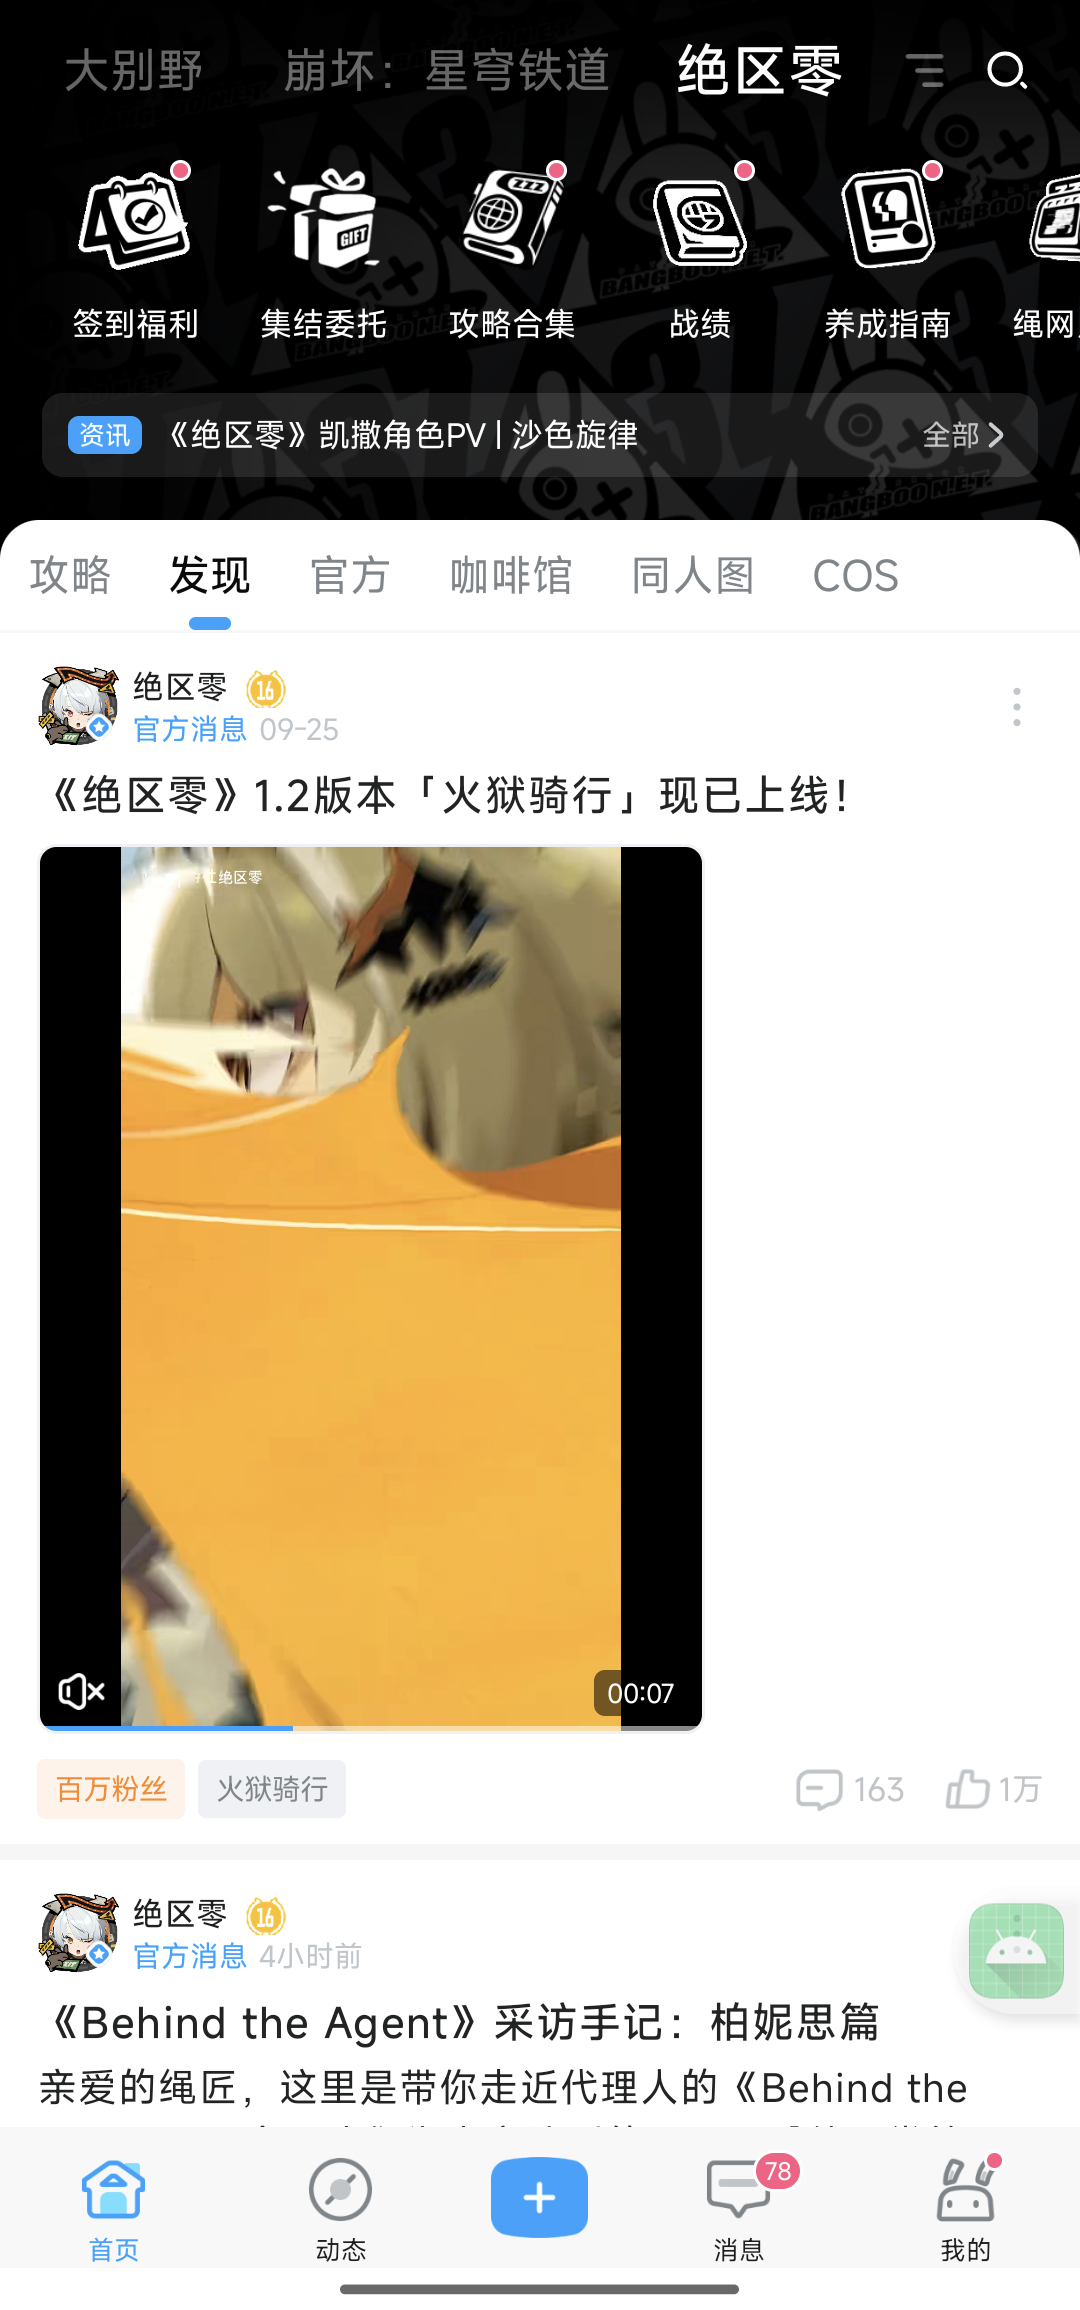 大别野
崩坏：星穹铁道
绝区零
签到福利
集结委托
攻略合集
战绩
养成指南
绳网
资讯
《绝区零》凯撒角色PV | 沙色旋律
全部
攻略
发现
官方
咖啡馆
同人图
COS
绝区零
16
官方消息 09-25
《绝区零》1.2版本「火狱骑行」现已上线！
绝区零
00:07
百万粉丝
火狱骑行
163
1万
绝区零
16
官方消息 4小时前
《Behind the Agent》采访手记：柏妮思篇
亲爱的绳匠，这里是带你走近代理人的《Behind the
首页
动态
78
消息
我的